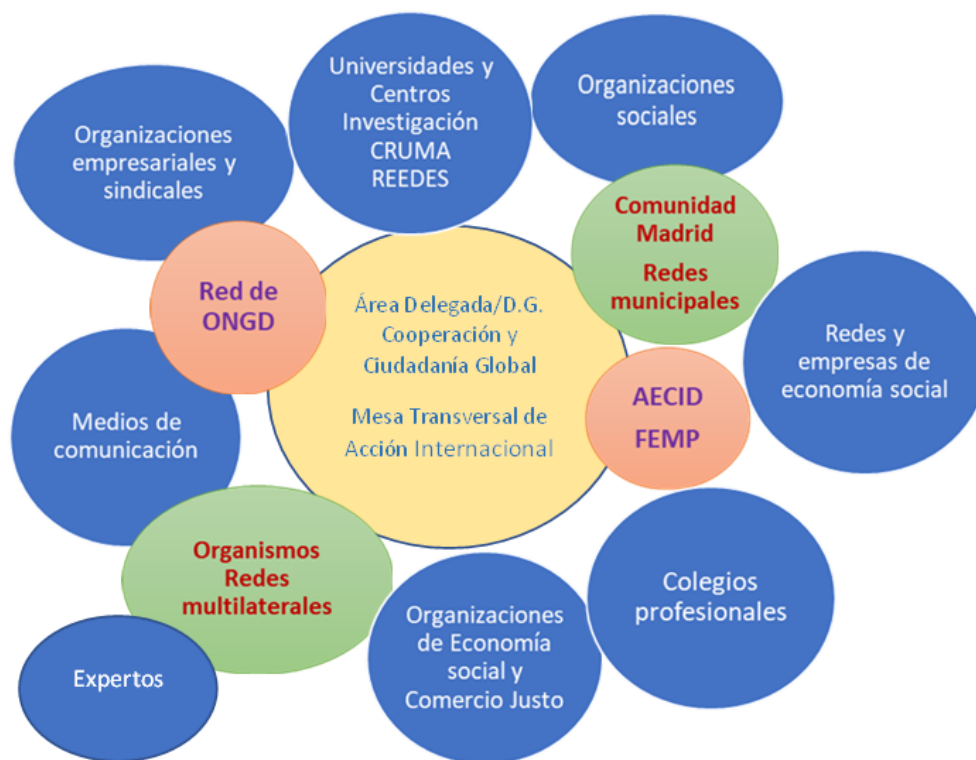 Universidades y
Centros
Investigación
CRUMA
REEDES
Organizaciones
sociales
Organizaciones
empresariales y
sindicales
Comunidad
Madrid
Redes
municipales
Red de
ONGD
Área Delegada/D.G.
Cooperación y
Ciudadanía Global
Mesa Transversal de
Acción Internacional
Redes y
empresas de
economía social
AECID
FEMP
Medios de
comunicación
Organismos
Redes
multilaterales
Colegios
profesionales
Organizaciones
de Economía
social y
Comercio Justo
Expertos